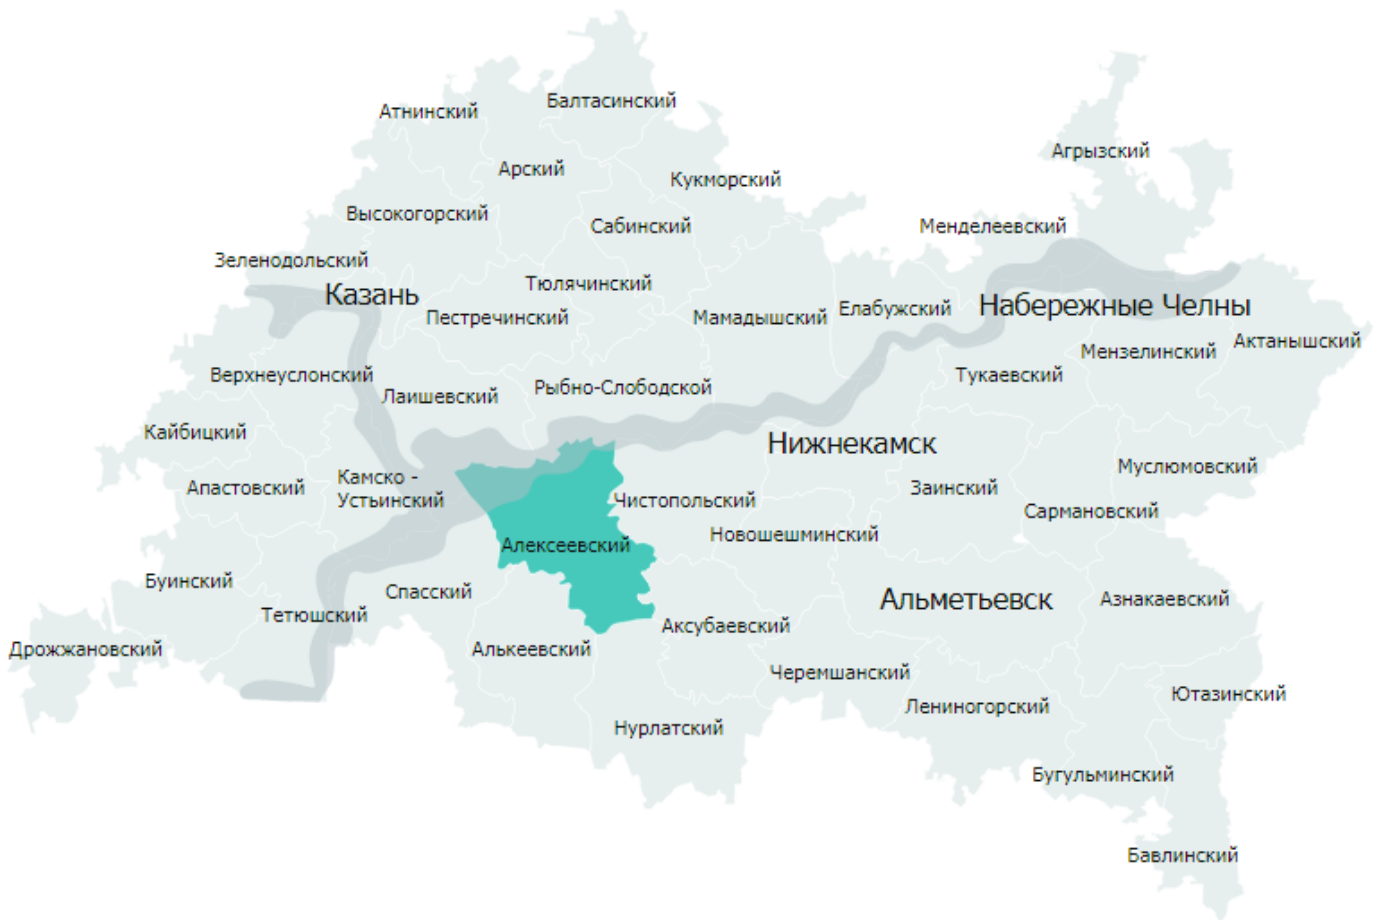 Балтасинский
Атнинский
Агрызский
Арский
Кукморский
Высокогорский
Сабинский
Менделеевский
Зеленодольский
Тюлячинский
Казань
Набережные Челны
Елабужский
Пестречинский
Мамадышский
Актанышский
Мензелинский
Верхнеуслонский
Тукаевский
Рыбно-Слободской
Лаишевский
Кайбицкий
Нижнекамск
Муслюмовский
Камско -
Устьинский
Апастовский
Заинский
Чистопольский
Сармановский
Новошешминский
Алексеевский
Буинский
Спасский
Альметьевск
Азнакаевский
Тетюшский
Аксубаевский
Дрожжановский
Алькеевский
Черемшанский
Ютазинский
Лениногорский
Нурлатский
Бугульминский
Бавлинский